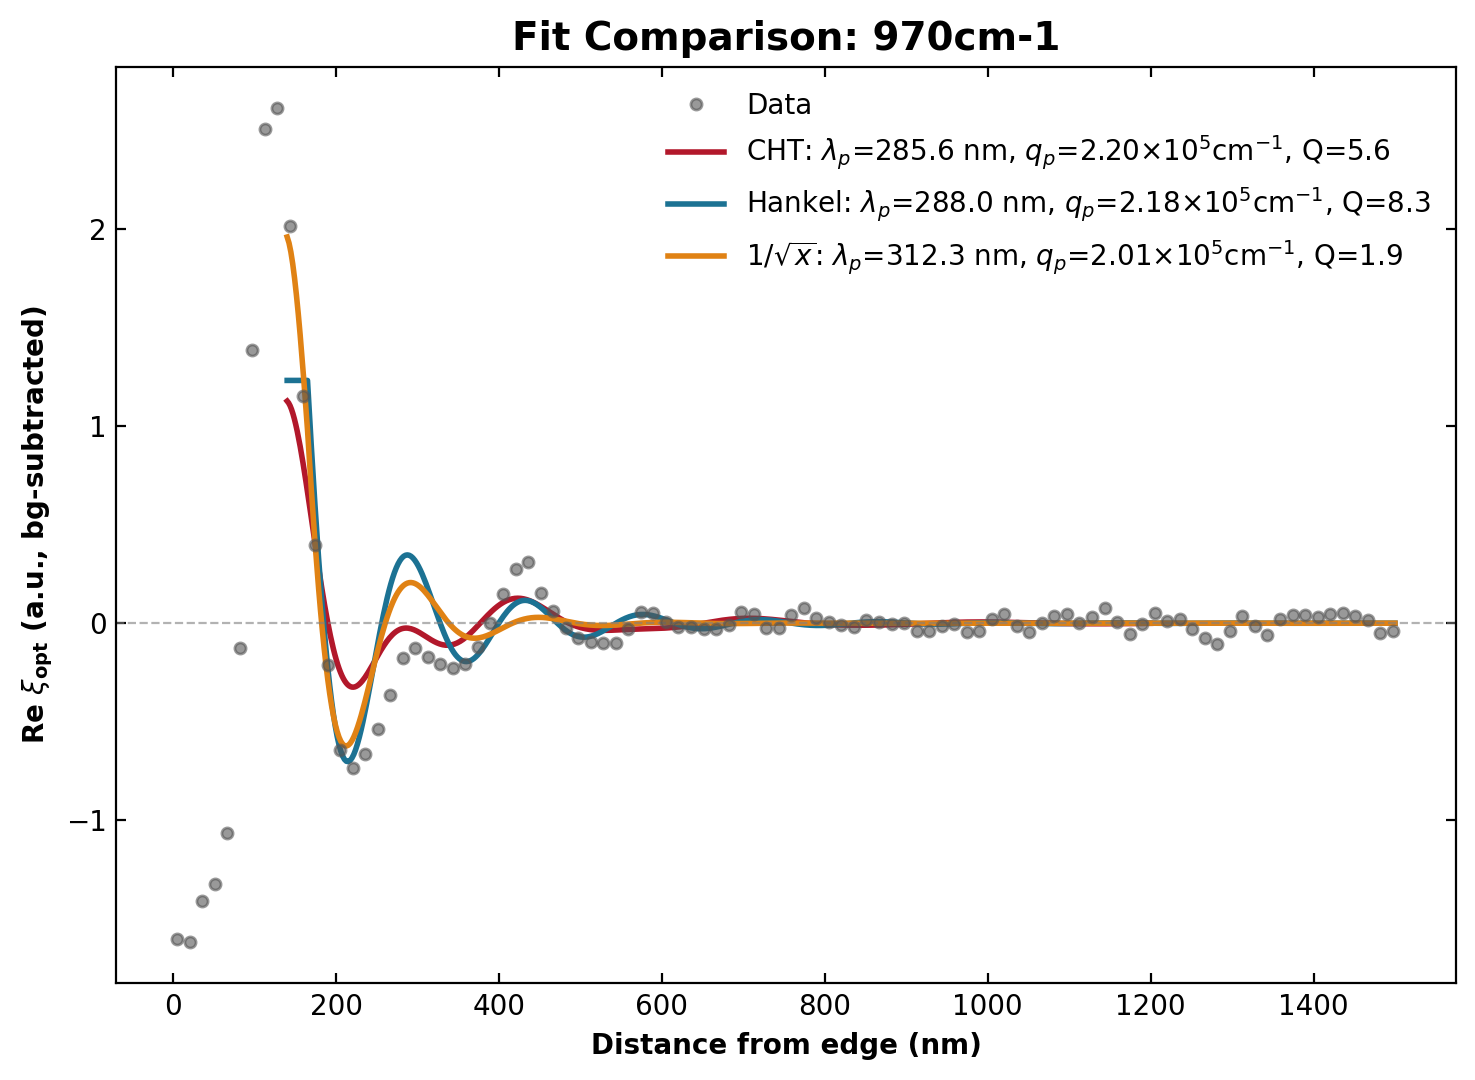 Fit Comparison: 970cm-1
Data
CHT: λₚ=285.6 nm, qₚ=2.20×10⁵cm⁻¹, Q=5.6
Hankel: λₚ=288.0 nm, qₚ=2.18×10⁵cm⁻¹, Q=8.3
1/√x: λₚ=312.3 nm, qₚ=2.01×10⁵cm⁻¹, Q=1.9
Re ξopt (a.u., bg-subtracted)
2
1
0
−1
0 200 400 600 800 1000 1200 1400
Distance from edge (nm)